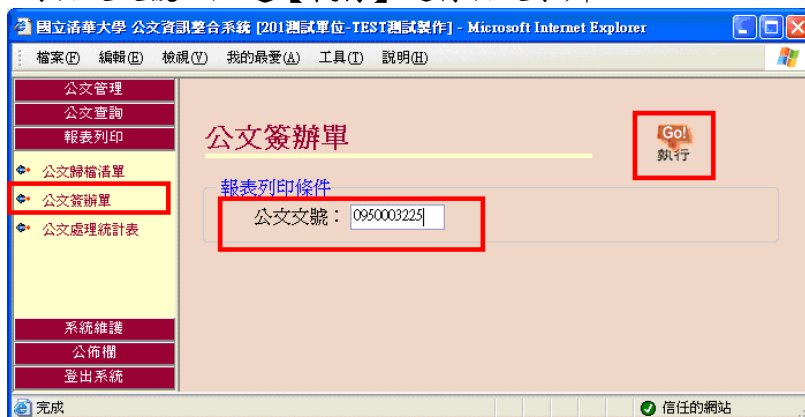 國立清華大學 公文資訊整合系統 [201測試單位-TEST測試製作] - Microsoft Internet Explorer
檔案(F) 編輯(E) 檢視(V) 我的最愛(A) 工具(T) 說明(H)
公文管理
公文查詢
報表列印
公文歸檔清單
公文簽辦單
公文處理統計表
系統維護
公佈欄
登出系統
公文簽辦單
Go!
執行
報表列印條件
公文文號： 0950003225
完成
信任的網站